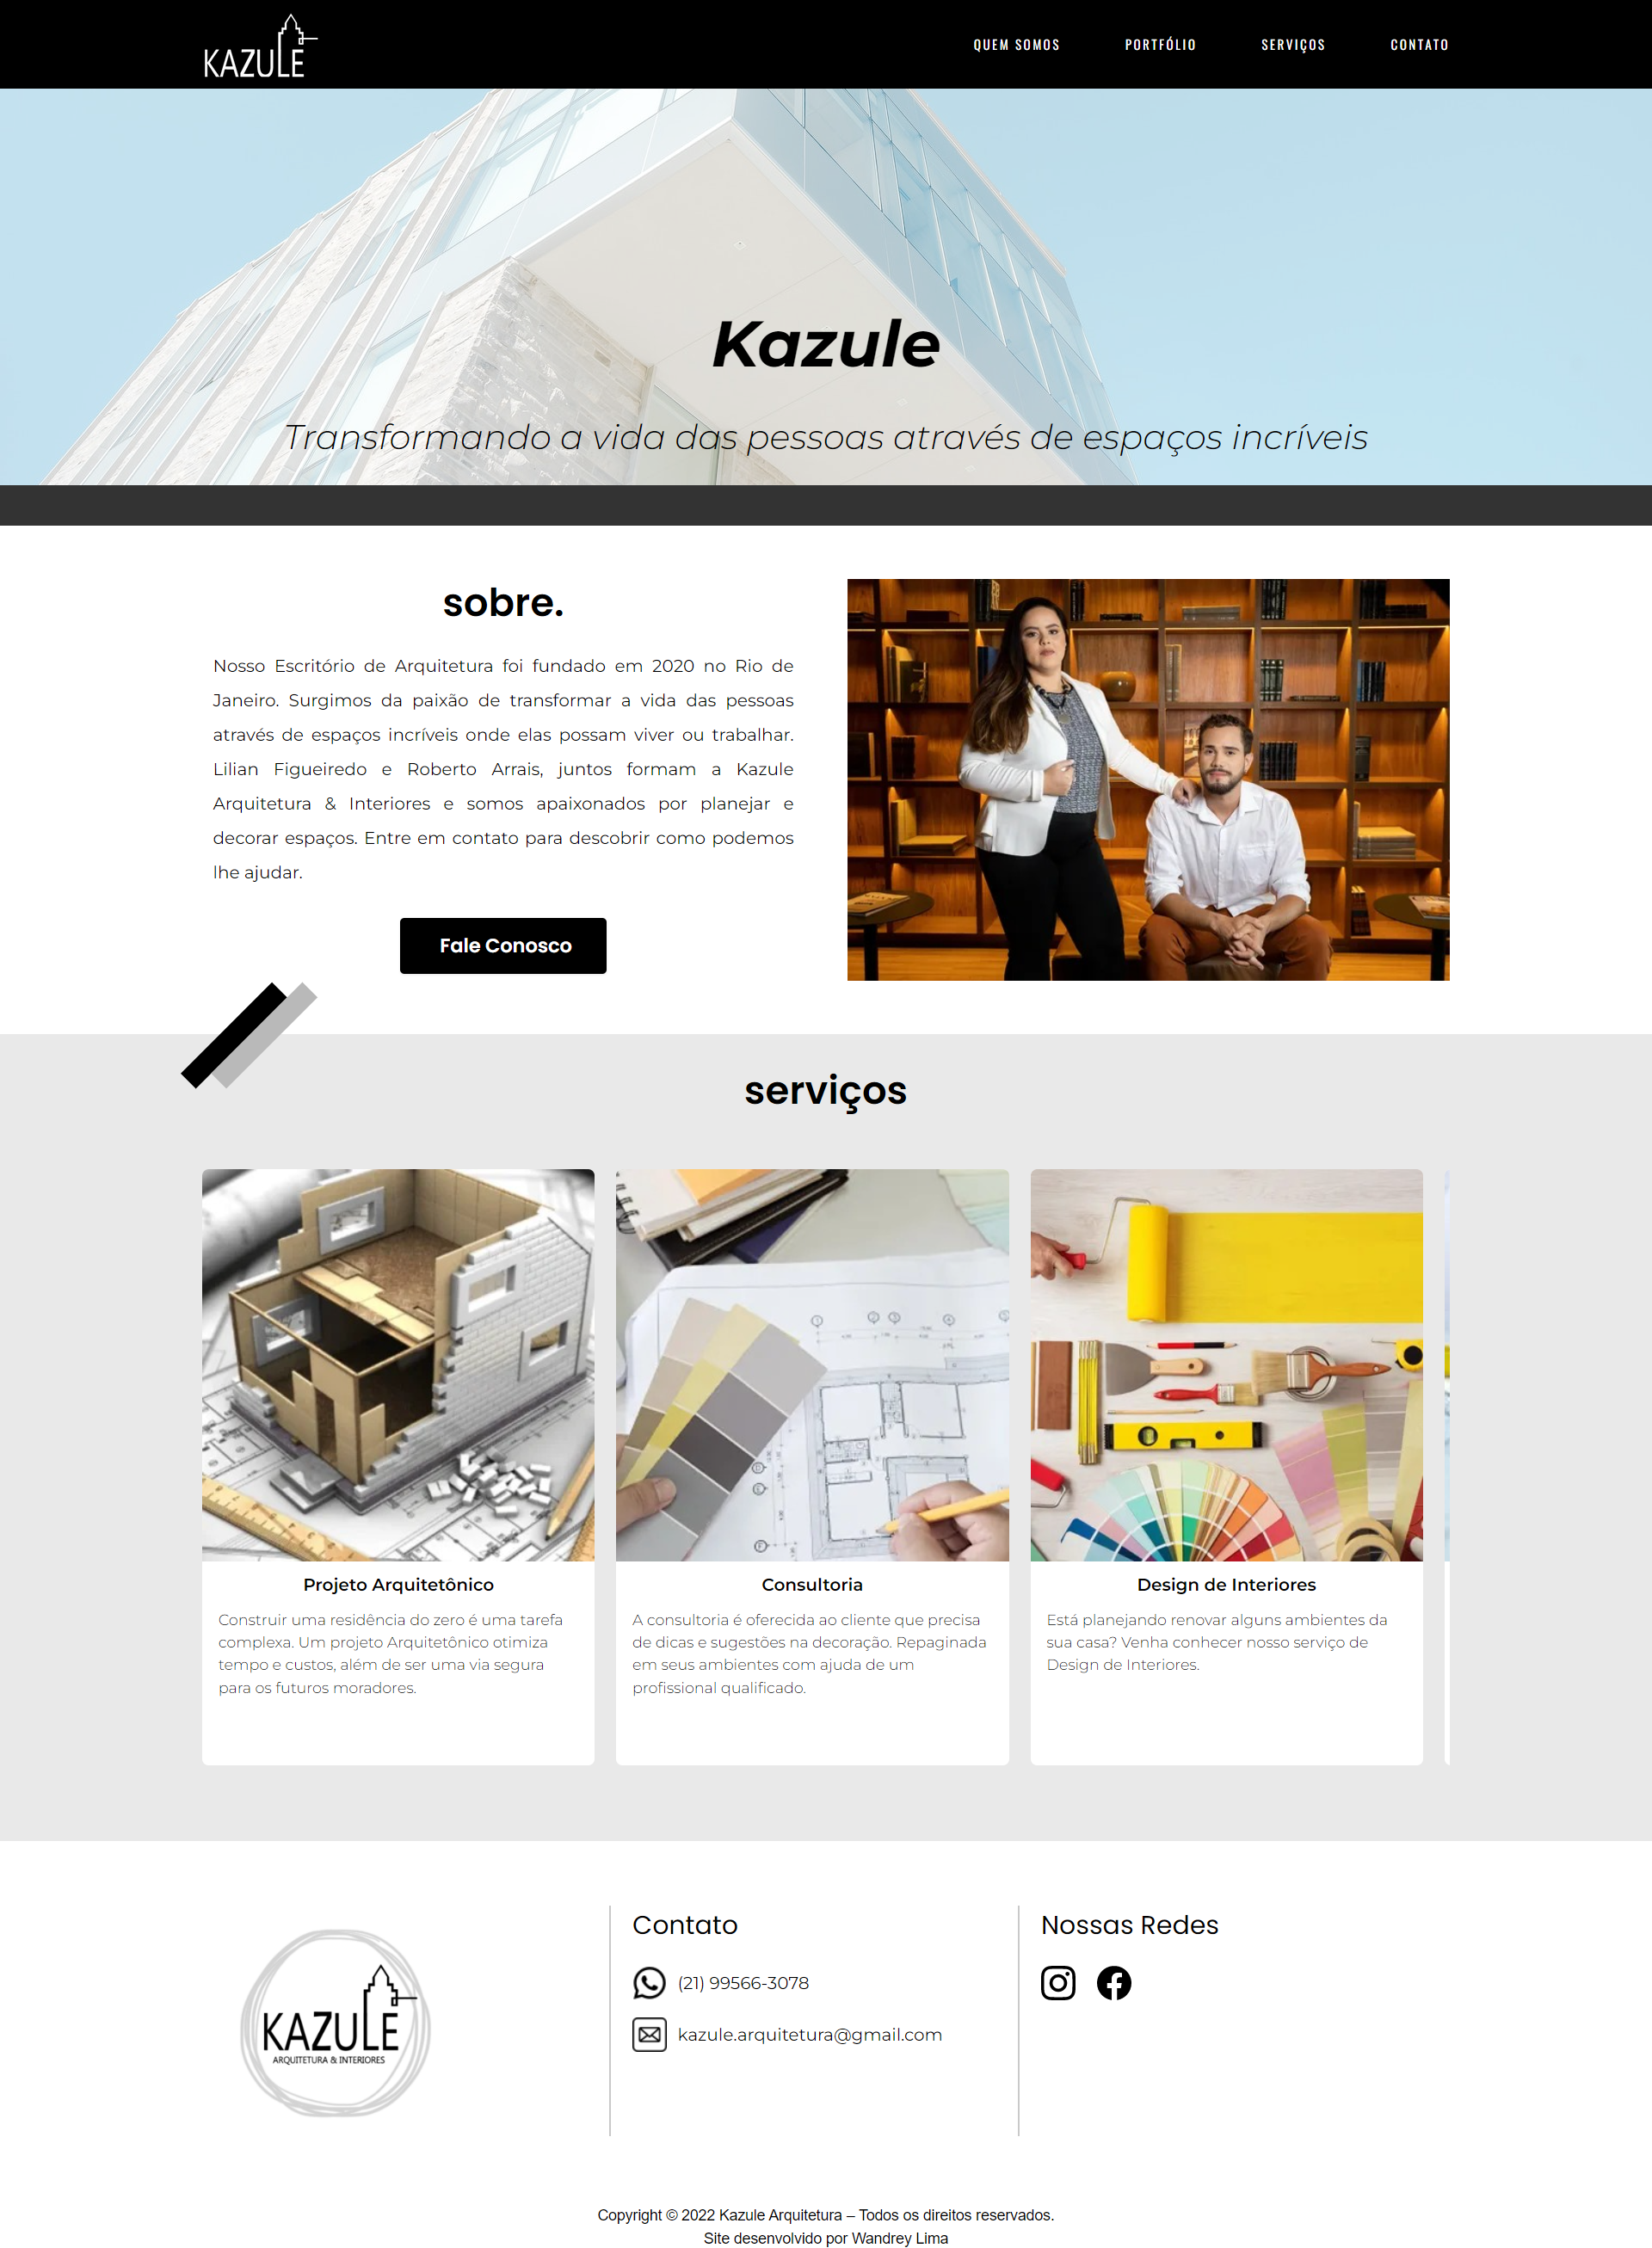 KAZULE
QUEM SOMOS PORTFÓLIO SERVIÇOS CONTATO
Kazule
Transformando a vida das pessoas através de espaços incríveis
sobre.
Nosso Escritório de Arquitetura foi fundado em 2020 no Rio de
Janeiro. Surgimos da paixão de transformar a vida das pessoas
através de espaços incríveis onde elas possam viver ou trabalhar.
Lilian Figueiredo e Roberto Arrais, juntos formam a Kazule
Arquitetura & Interiores e somos apaixonados por planejar e
decorar espaços. Entre em contato para descobrir como podemos
lhe ajudar.
Fale Conosco
serviços
Projeto Arquitetônico
Construir uma residência do zero é uma tarefa
complexa. Um projeto Arquitetônico otimiza
tempo e custos, além de ser uma via segura
para os futuros moradores.
Consultoria
A consultoria é oferecida ao cliente que precisa
de dicas e sugestões na decoração. Repaginada
em seus ambientes com ajuda de um
profissional qualificado.
Design de Interiores
Está planejando renovar alguns ambientes da
sua casa? Venha conhecer nosso serviço de
Design de Interiores.
KAZULE
ARQUITETURA & INTERIORES
Contato
(21) 99566-3078
kazule.arquitetura@gmail.com
Nossas Redes
Copyright © 2022 Kazule Arquitetura – Todos os direitos reservados.
Site desenvolvido por Wandrey Lima